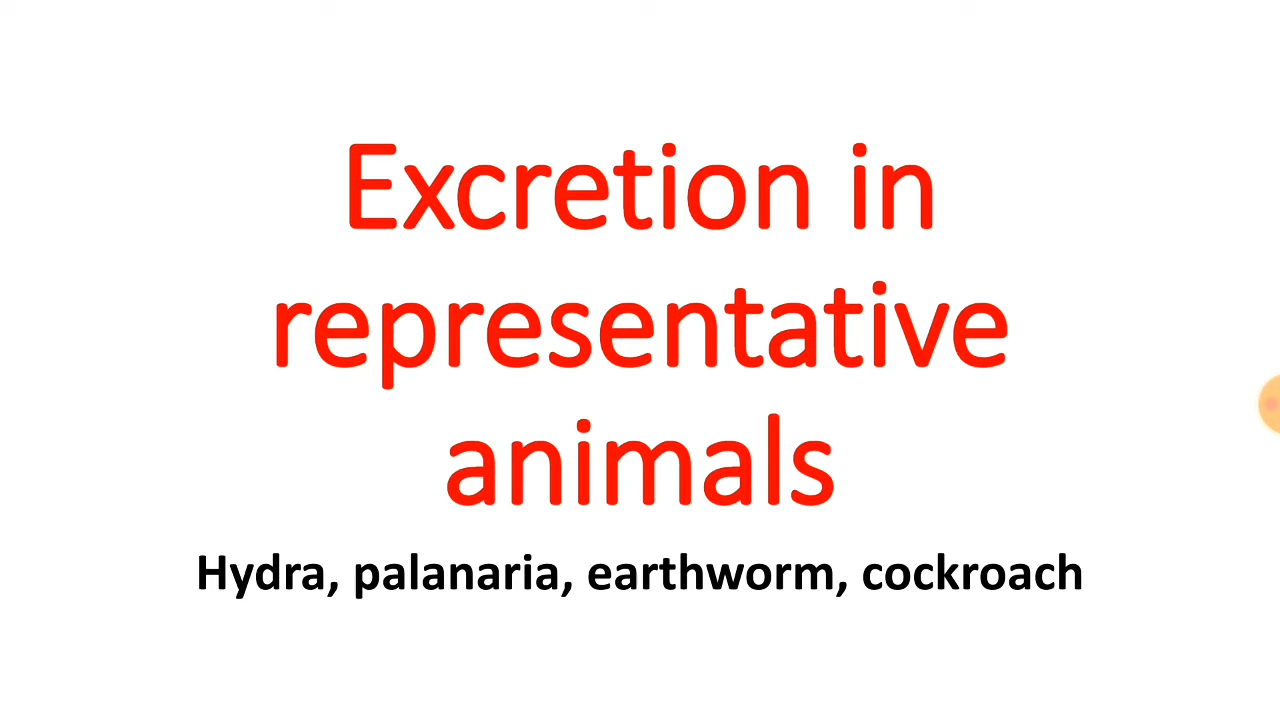 Excretion in
representative
animals
Hydra, palanaria, earthworm, cockroach